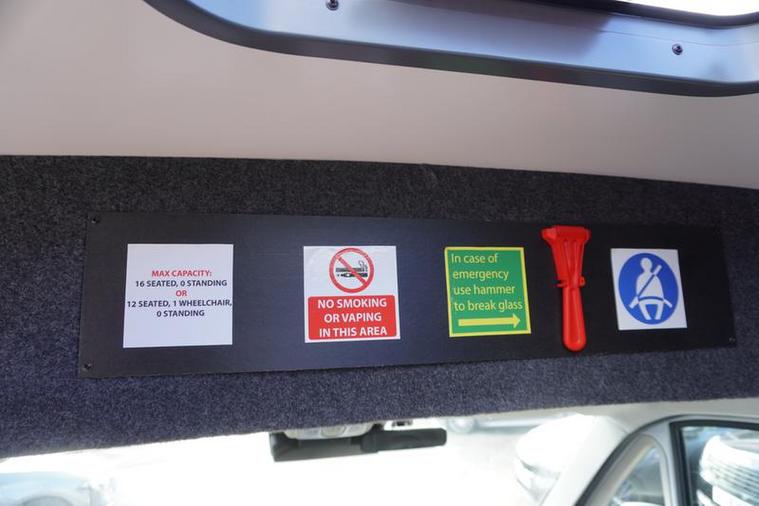 MAX CAPACITY:
16 SEATED, 0 STANDING
OR
12 SEATED, 1 WHEELCHAIR,
0 STANDING
NO SMOKING
OR VAPING
IN THIS AREA
In case of
emergency
use hammer
to break glass